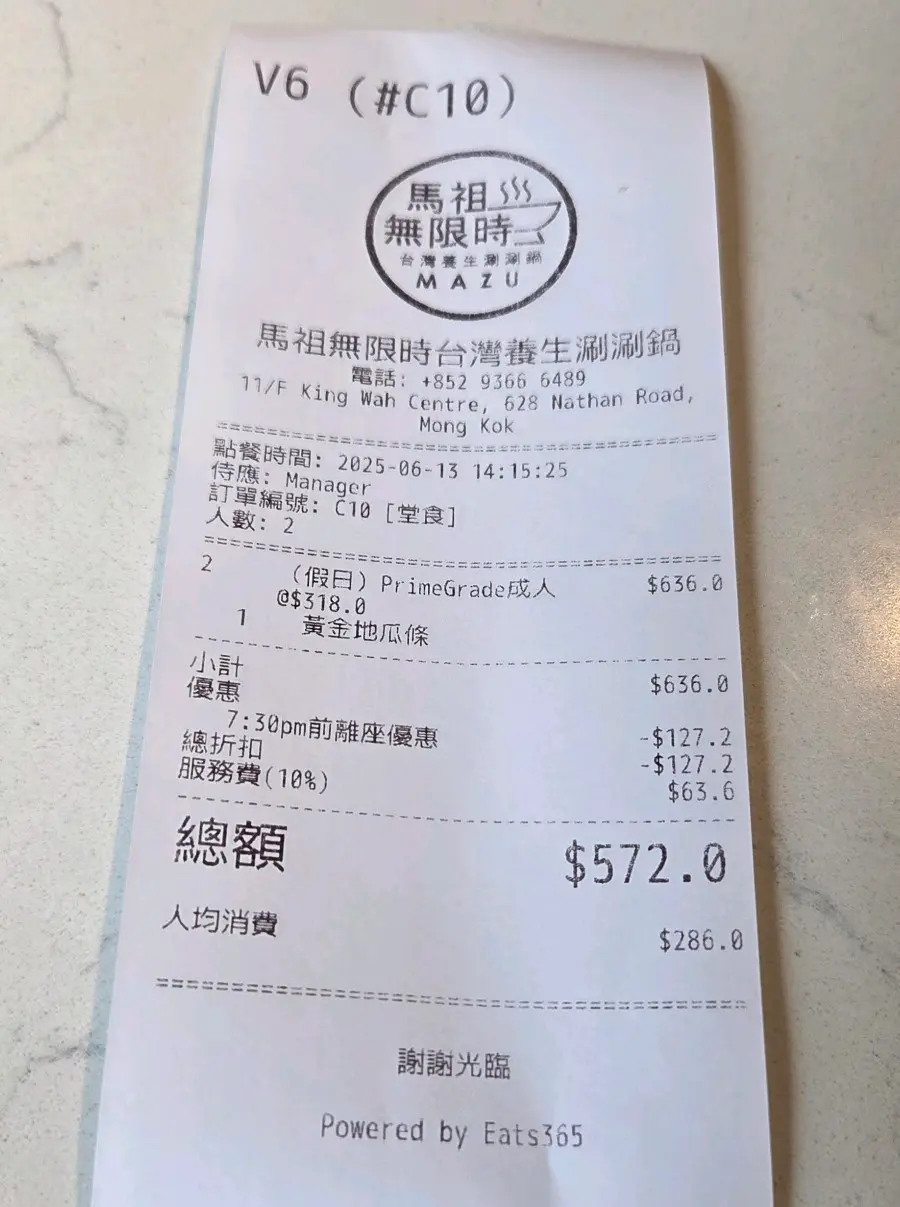 V6 (#C10)
馬祖
無限時
台灣養生涮涮鍋
MAZU
馬祖無限時台灣養生涮涮鍋
電話: +852 9366 6489
11/F King Wah Centre, 628 Nathan Road,
Mong Kok
點餐時間: 2025-06-13 14:15:25
侍應: Manager
訂單編號: C10 [堂食]
人數: 2
2 (假日) PrimeGrade成人 $636.0
@$318.0
1 黃金地瓜條
小計 $636.0
優惠
7:30pm前離座優惠 -$127.2
總折扣 -$127.2
服務費(10%) $63.6
總額 $572.0
人均消費 $286.0
謝謝光臨
Powered by Eats365